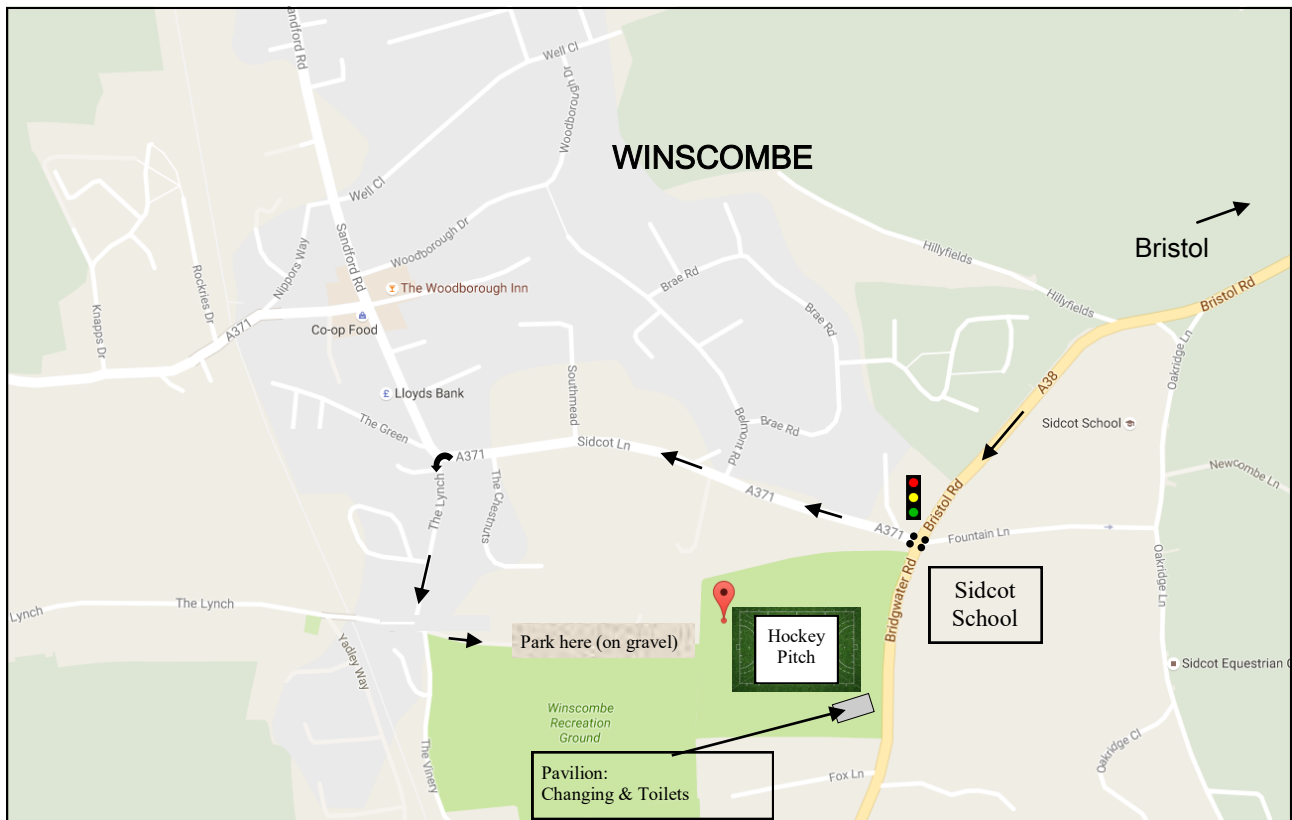 andford Rd
Well Cl
Woodborough Dr
WINSCOMBE
Well Cl
Bristol
Sandford Rd
Woodborough Dr
Hillyfields
Nippors Way
Rockries Dr
Brae Rd
The Woodborough Inn
Hillyfields
Bristol Rd
Knapps Dr
A371
Co-op Food
Brae Rd
Oakridge Ln
A38
Lloyds Bank
Southmead
The Green
Belmont Rd
Brae Rd
Sidcot School
Sidcot Ln
A371
Newcombe Ln
The Lynch
The Chestnuts
A371
Bristol Rd
A371
Fountain Ln
Oakridge Ln
Bridgwater Rd
Sidcot
School
Lynch
The Lynch
Park here (on gravel)
Hockey
Pitch
Yadley Way
Sidcot Equestrian C
Winscombe
Recreation
Ground
The Vinery
Oakridge Cl
Pavilion:
Changing & Toilets
Fox Ln